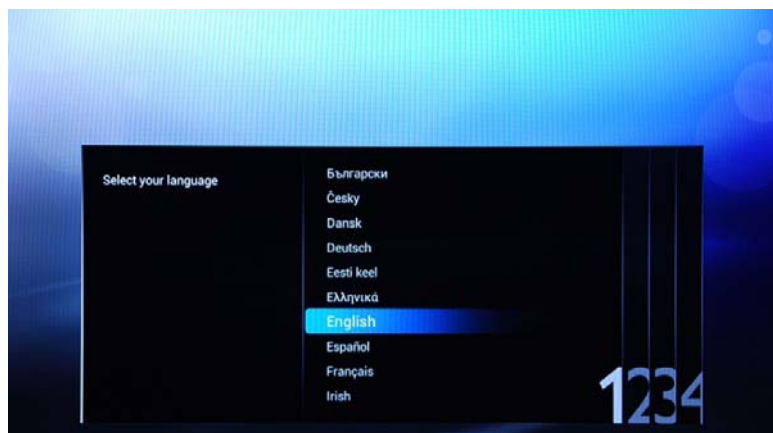 Select your language
Български
Česky
Dansk
Deutsch
Eesti keel
Ελληνικά
English
Español
Français
Irish
1234